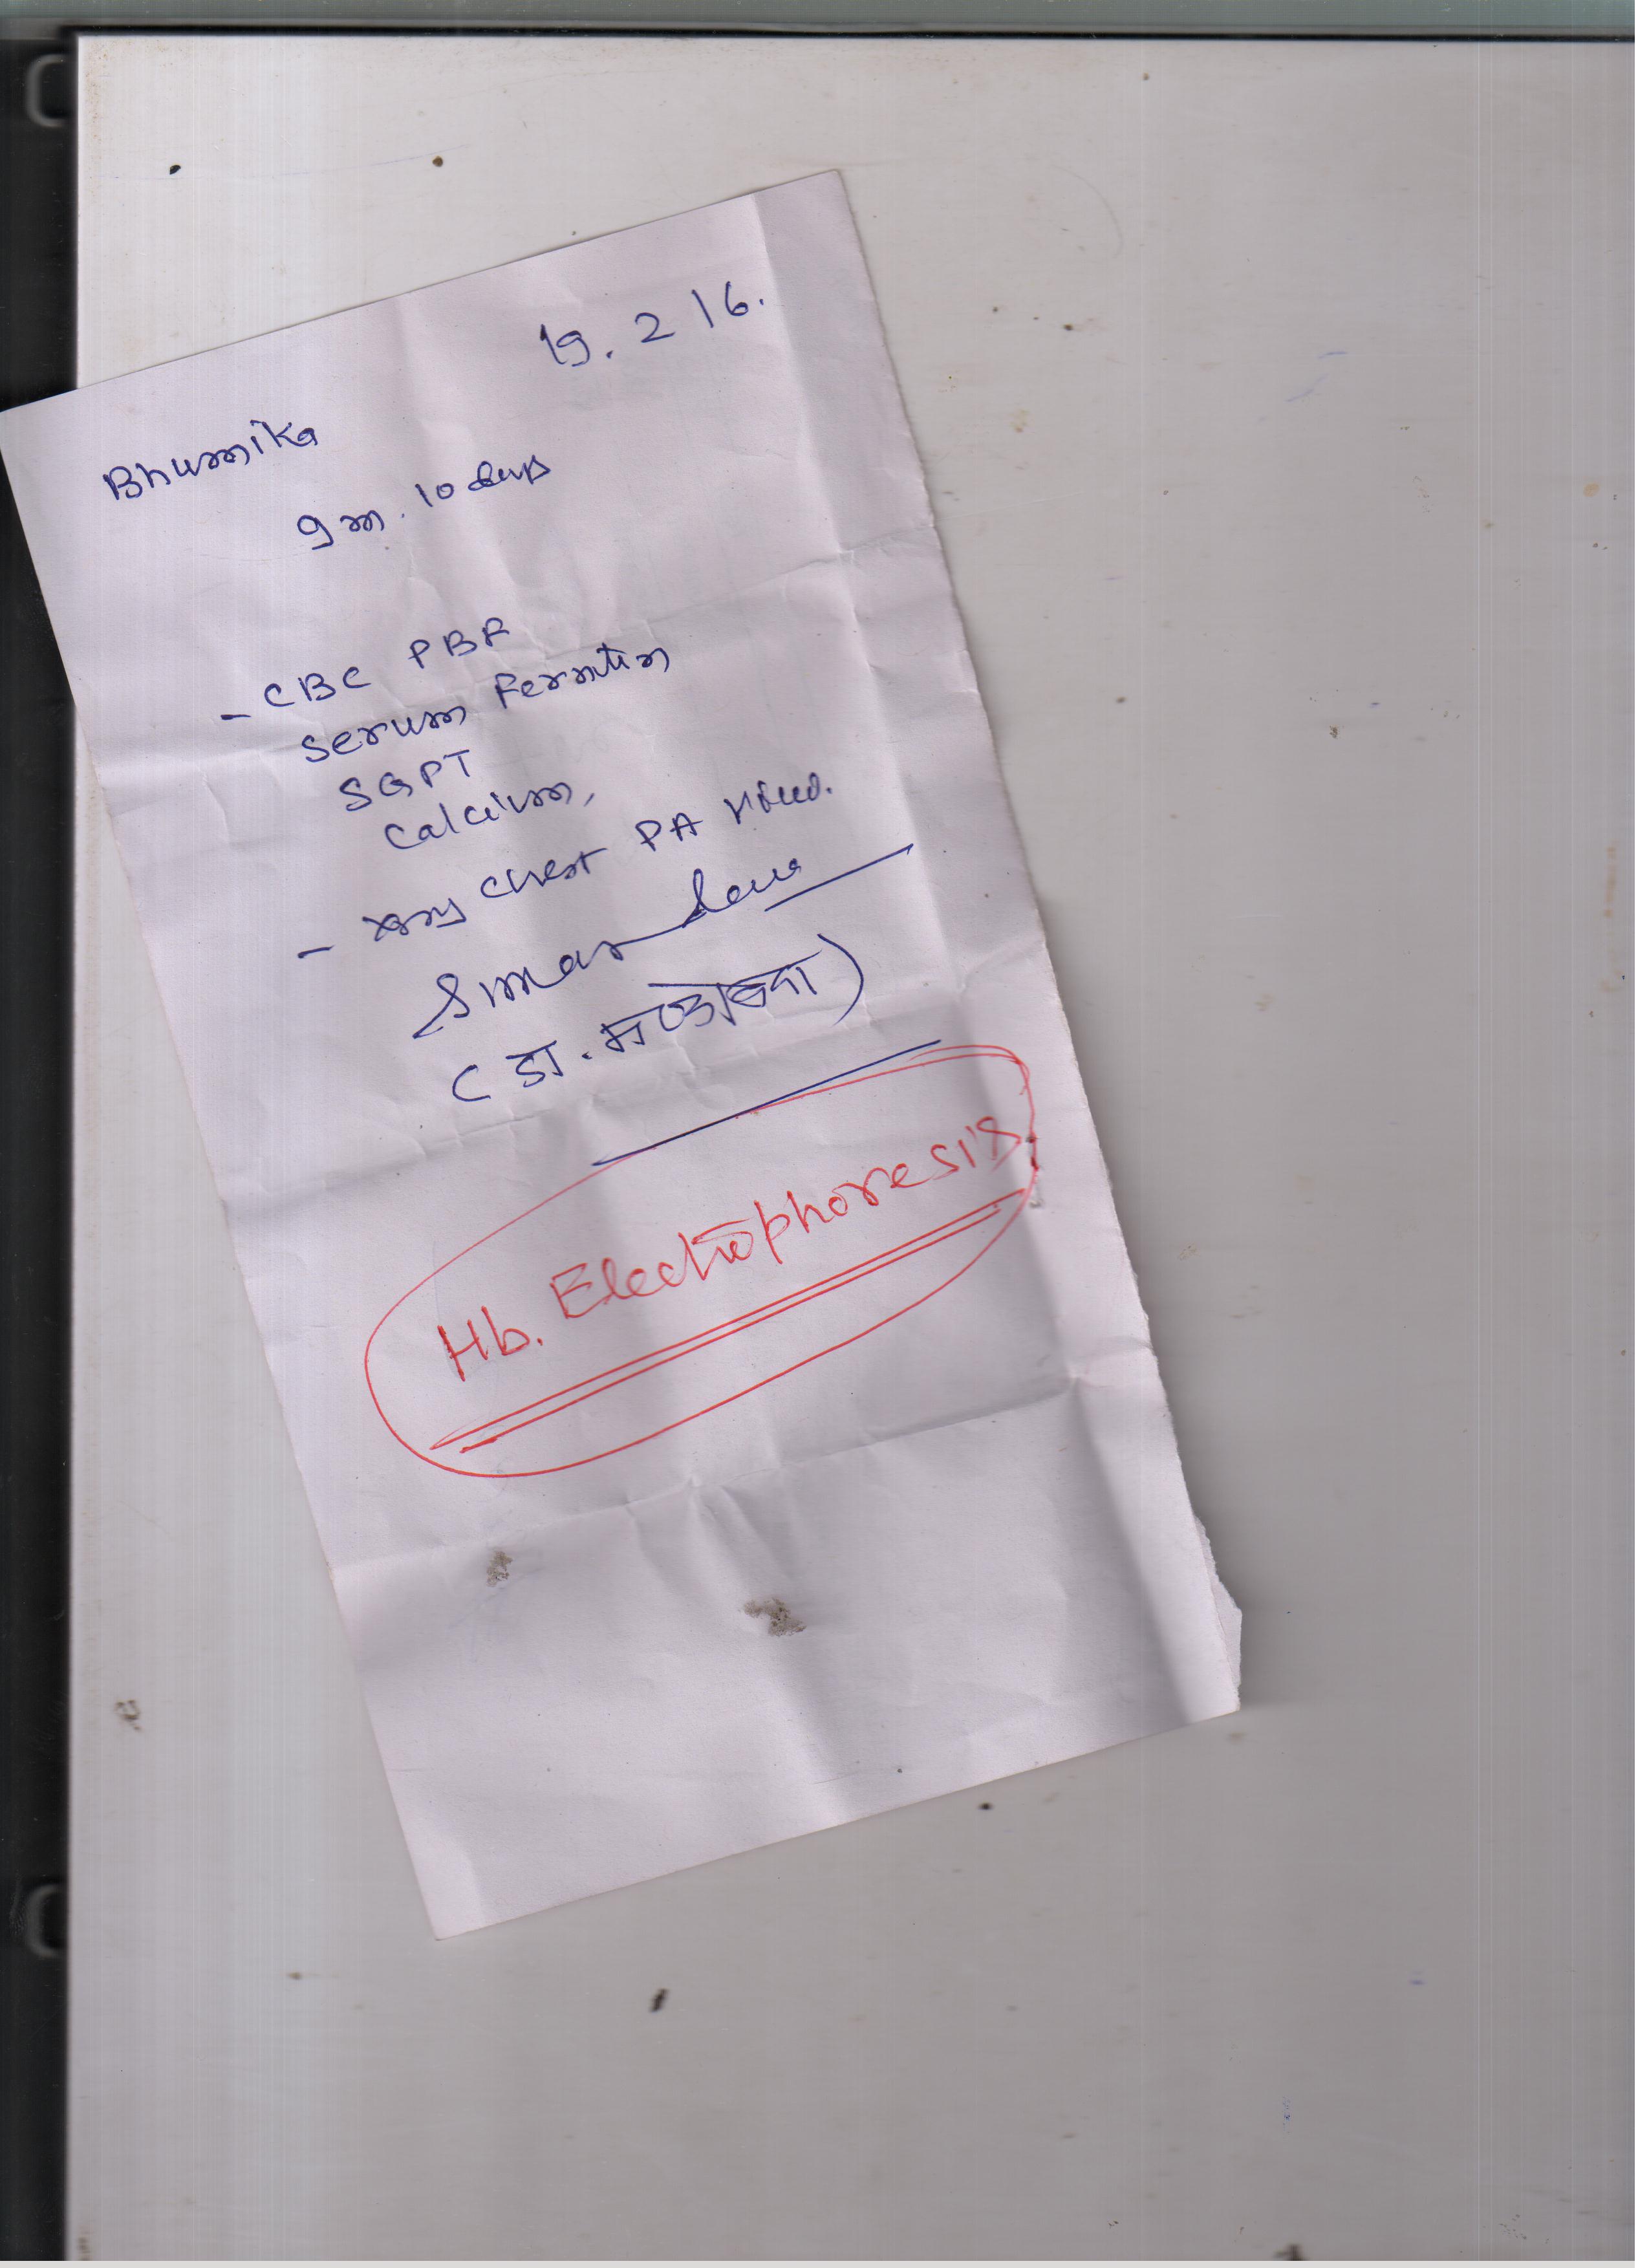 19.2 16.
Bhumika
9 m. 10 days
- CBC PBF
Serum Ferritin
SGPT
Calcium,
- xray chest PA view.
( डा.
Hb. Electrophoresis